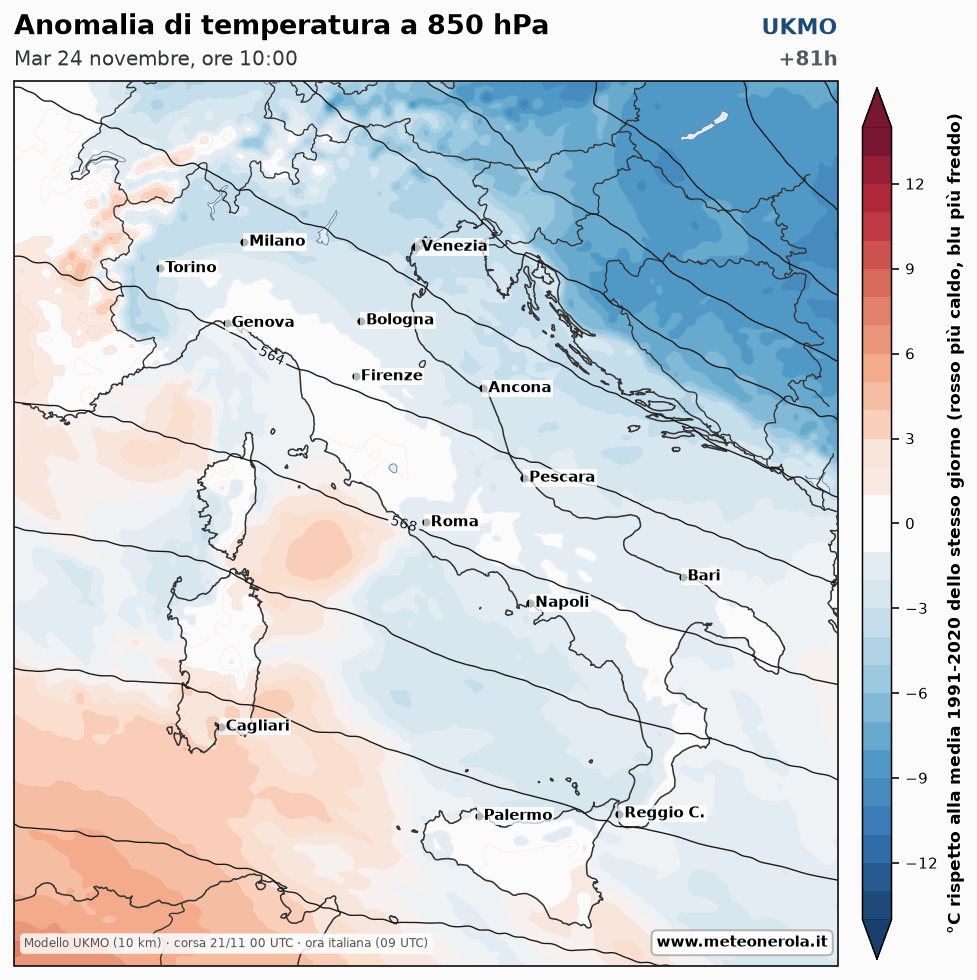 Anomalia di temperatura a 850 hPa
UKMO
Mar 24 novembre, ore 10:00
+81h
Milano
Venezia
Torino
Genova
Bologna
564
Firenze
Ancona
Pescara
568
Roma
Bari
Napoli
Cagliari
Palermo
Reggio C.
12
9
6
3
0
−3
−6
−9
−12
°C rispetto alla media 1991-2020 dello stesso giorno (rosso più caldo, blu più freddo)
Modello UKMO (10 km) · corsa 21/11 00 UTC · ora italiana (09 UTC)
www.meteonerola.it